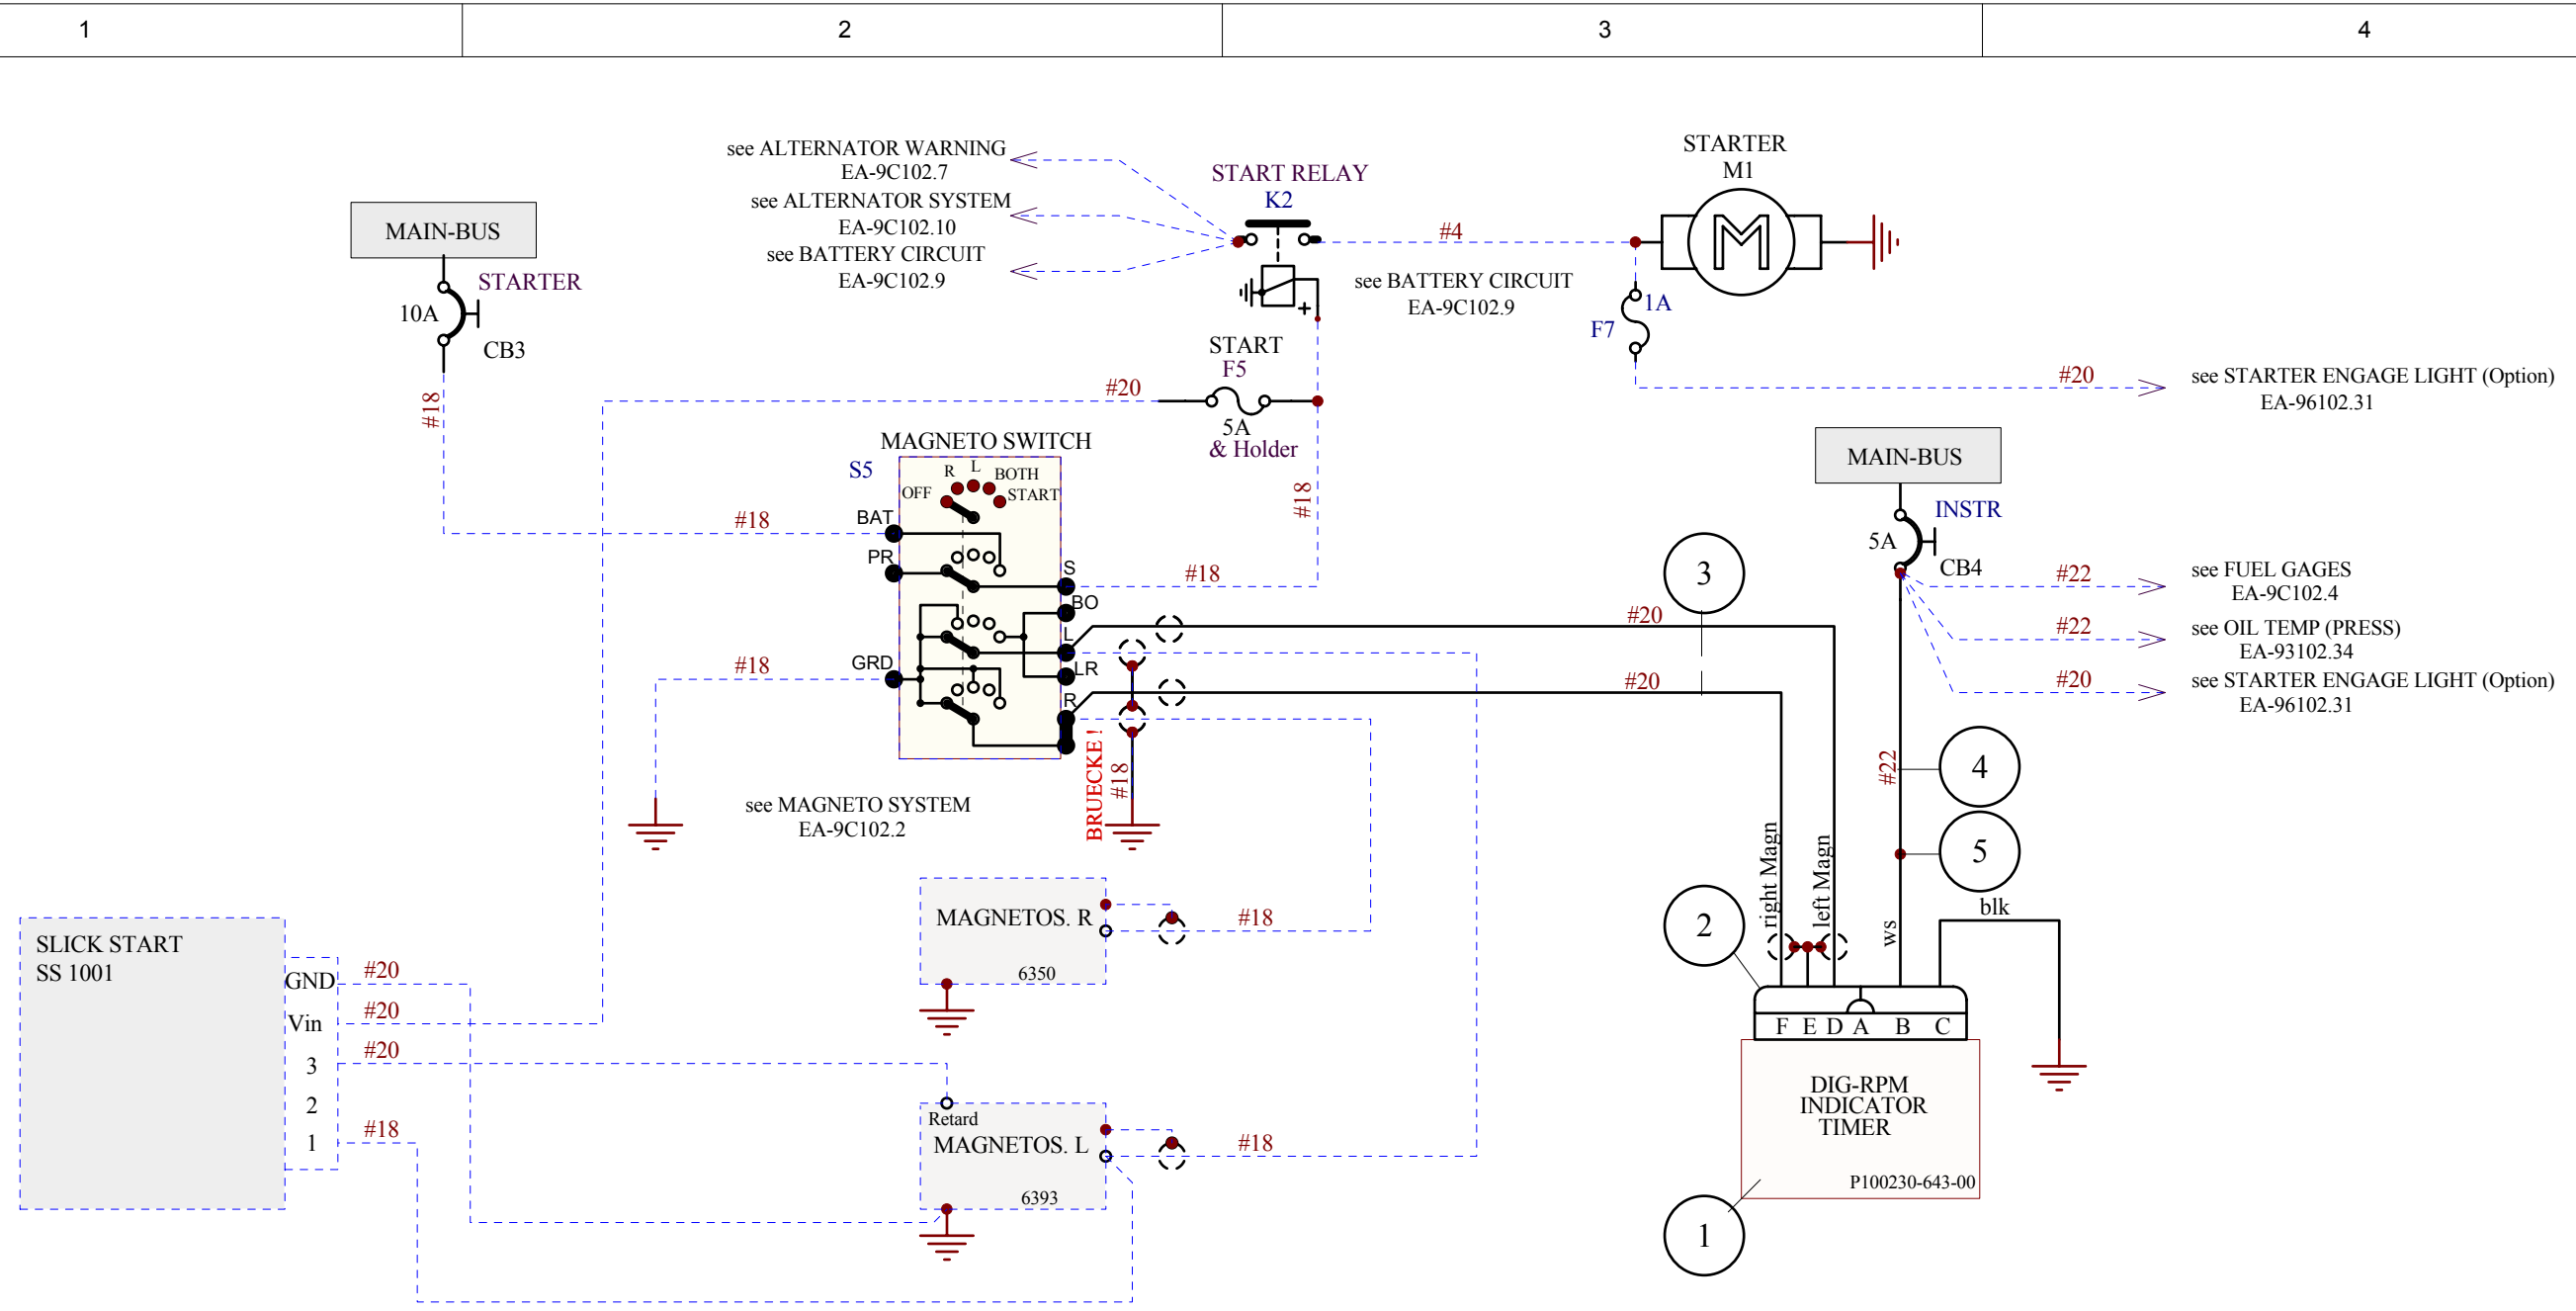 1
2
3
4
see ALTERNATOR WARNING
EA-9C102.7
see ALTERNATOR SYSTEM
EA-9C102.10
see BATTERY CIRCUIT
EA-9C102.9
START RELAY
K2
+
#4
see BATTERY CIRCUIT
EA-9C102.9
STARTER
M1
M
1A
F7
#20
see STARTER ENGAGE LIGHT (Option)
EA-96102.31
MAIN-BUS
STARTER
10A
CB3
#18
#20
START
F5
5A
& Holder
#18
MAGNETO SWITCH
S5
R
L
BOTH
OFF
START
#18
BAT
PR
GRD
S
BO
L
LR
R
#18
#18
BRUECKE !
#18
see MAGNETO SYSTEM
EA-9C102.2
MAIN-BUS
INSTR
5A
CB4
#22
see FUEL GAGES
EA-9C102.4
#22
see OIL TEMP (PRESS)
EA-93102.34
#20
see STARTER ENGAGE LIGHT (Option)
EA-96102.31
3
#20
#20
#22
4
5
right Magn
left Magn
ws
blk
2
F E D A B C
DIG-RPM
INDICATOR
TIMER
P100230-643-00
1
MAGNETOS. R
6350
#18
Retard
MAGNETOS. L
6393
#18
SLICK START
SS 1001
GND
#20
Vin
#20
3
#20
2
1
#18